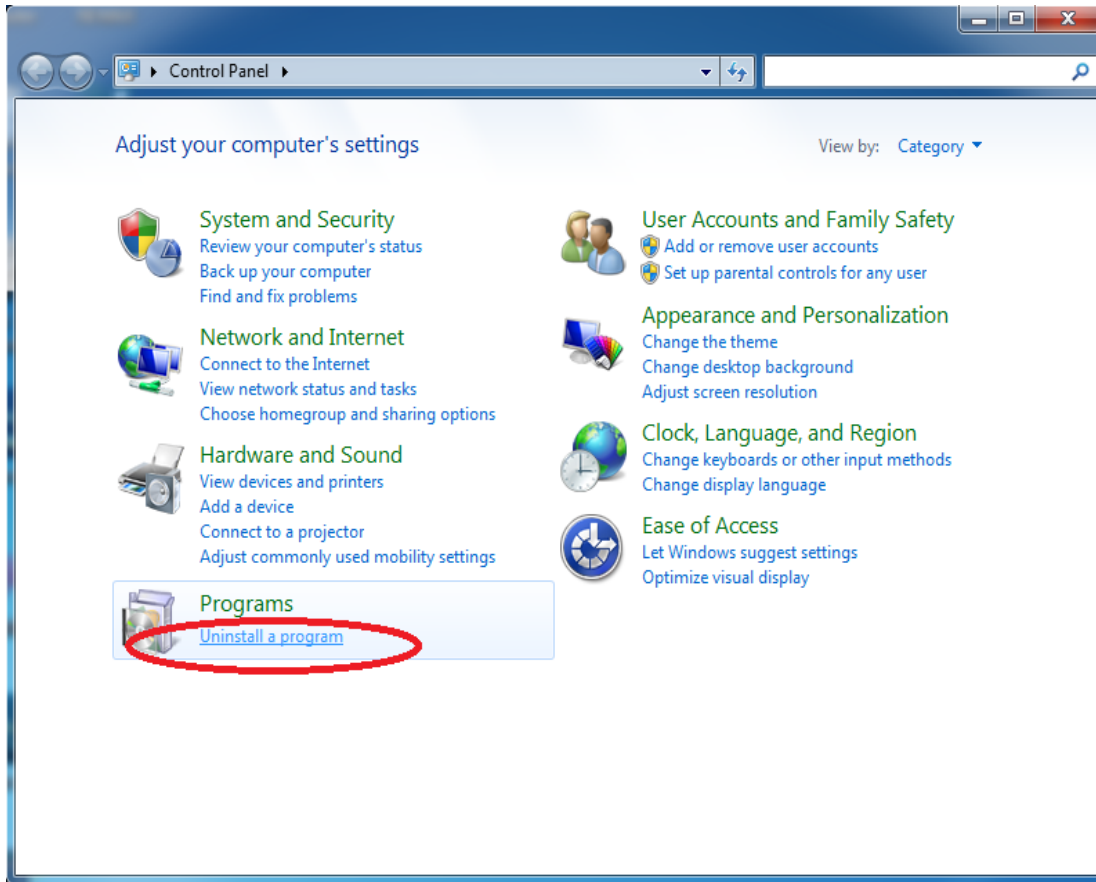 Control Panel
Adjust your computer's settings
View by: Category
System and Security
Review your computer's status
Back up your computer
Find and fix problems
Network and Internet
Connect to the Internet
View network status and tasks
Choose homegroup and sharing options
Hardware and Sound
View devices and printers
Add a device
Connect to a projector
Adjust commonly used mobility settings
Programs
Uninstall a program
User Accounts and Family Safety
Add or remove user accounts
Set up parental controls for any user
Appearance and Personalization
Change the theme
Change desktop background
Adjust screen resolution
Clock, Language, and Region
Change keyboards or other input methods
Change display language
Ease of Access
Let Windows suggest settings
Optimize visual display